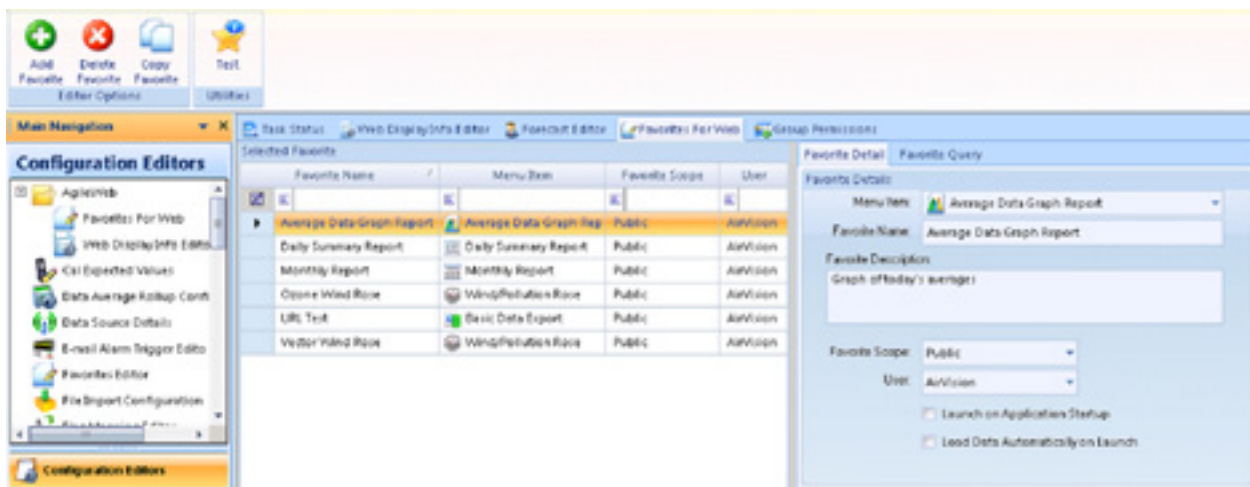 Add Favorite
Delete Favorite
Copy Favorite
Test
Editor Options
Utilities
Main Navigation
Configuration Editors
AgileWeb
Favorites For Web
Web Display Info Edito
Cal Expected Values
Data Average Rollup Confi
Data Source Details
E-mail Alarm Trigger Edito
Favorites Editor
File Import Configuration
Configuration Editors
Task Status
Web Display Info Editor
Forecast Editor
Favorites For Web
Group Permissions
Selected Favorite
Favorite Name Menu Item Favorite Scope User
Average Data Graph Report Average Data Graph Rep Public AirVision
Daily Summary Report Daily Summary Report Public AirVision
Monthly Report Monthly Report Public AirVision
Ozone Wind Rose Wind/Pollution Rose Public AirVision
URL Test Basic Data Export Public AirVision
Vector Wind Rose Wind/Pollution Rose Public AirVision
Favorite Detail Favorite Query
Favorite Details
Menu Item: Average Data Graph Report
Favorite Name: Average Data Graph Report
Favorite Description:
Graph of today's averages
Favorite Scope: Public
User: AirVision
Launch on Application Startup
Load Data Automatically on Launch